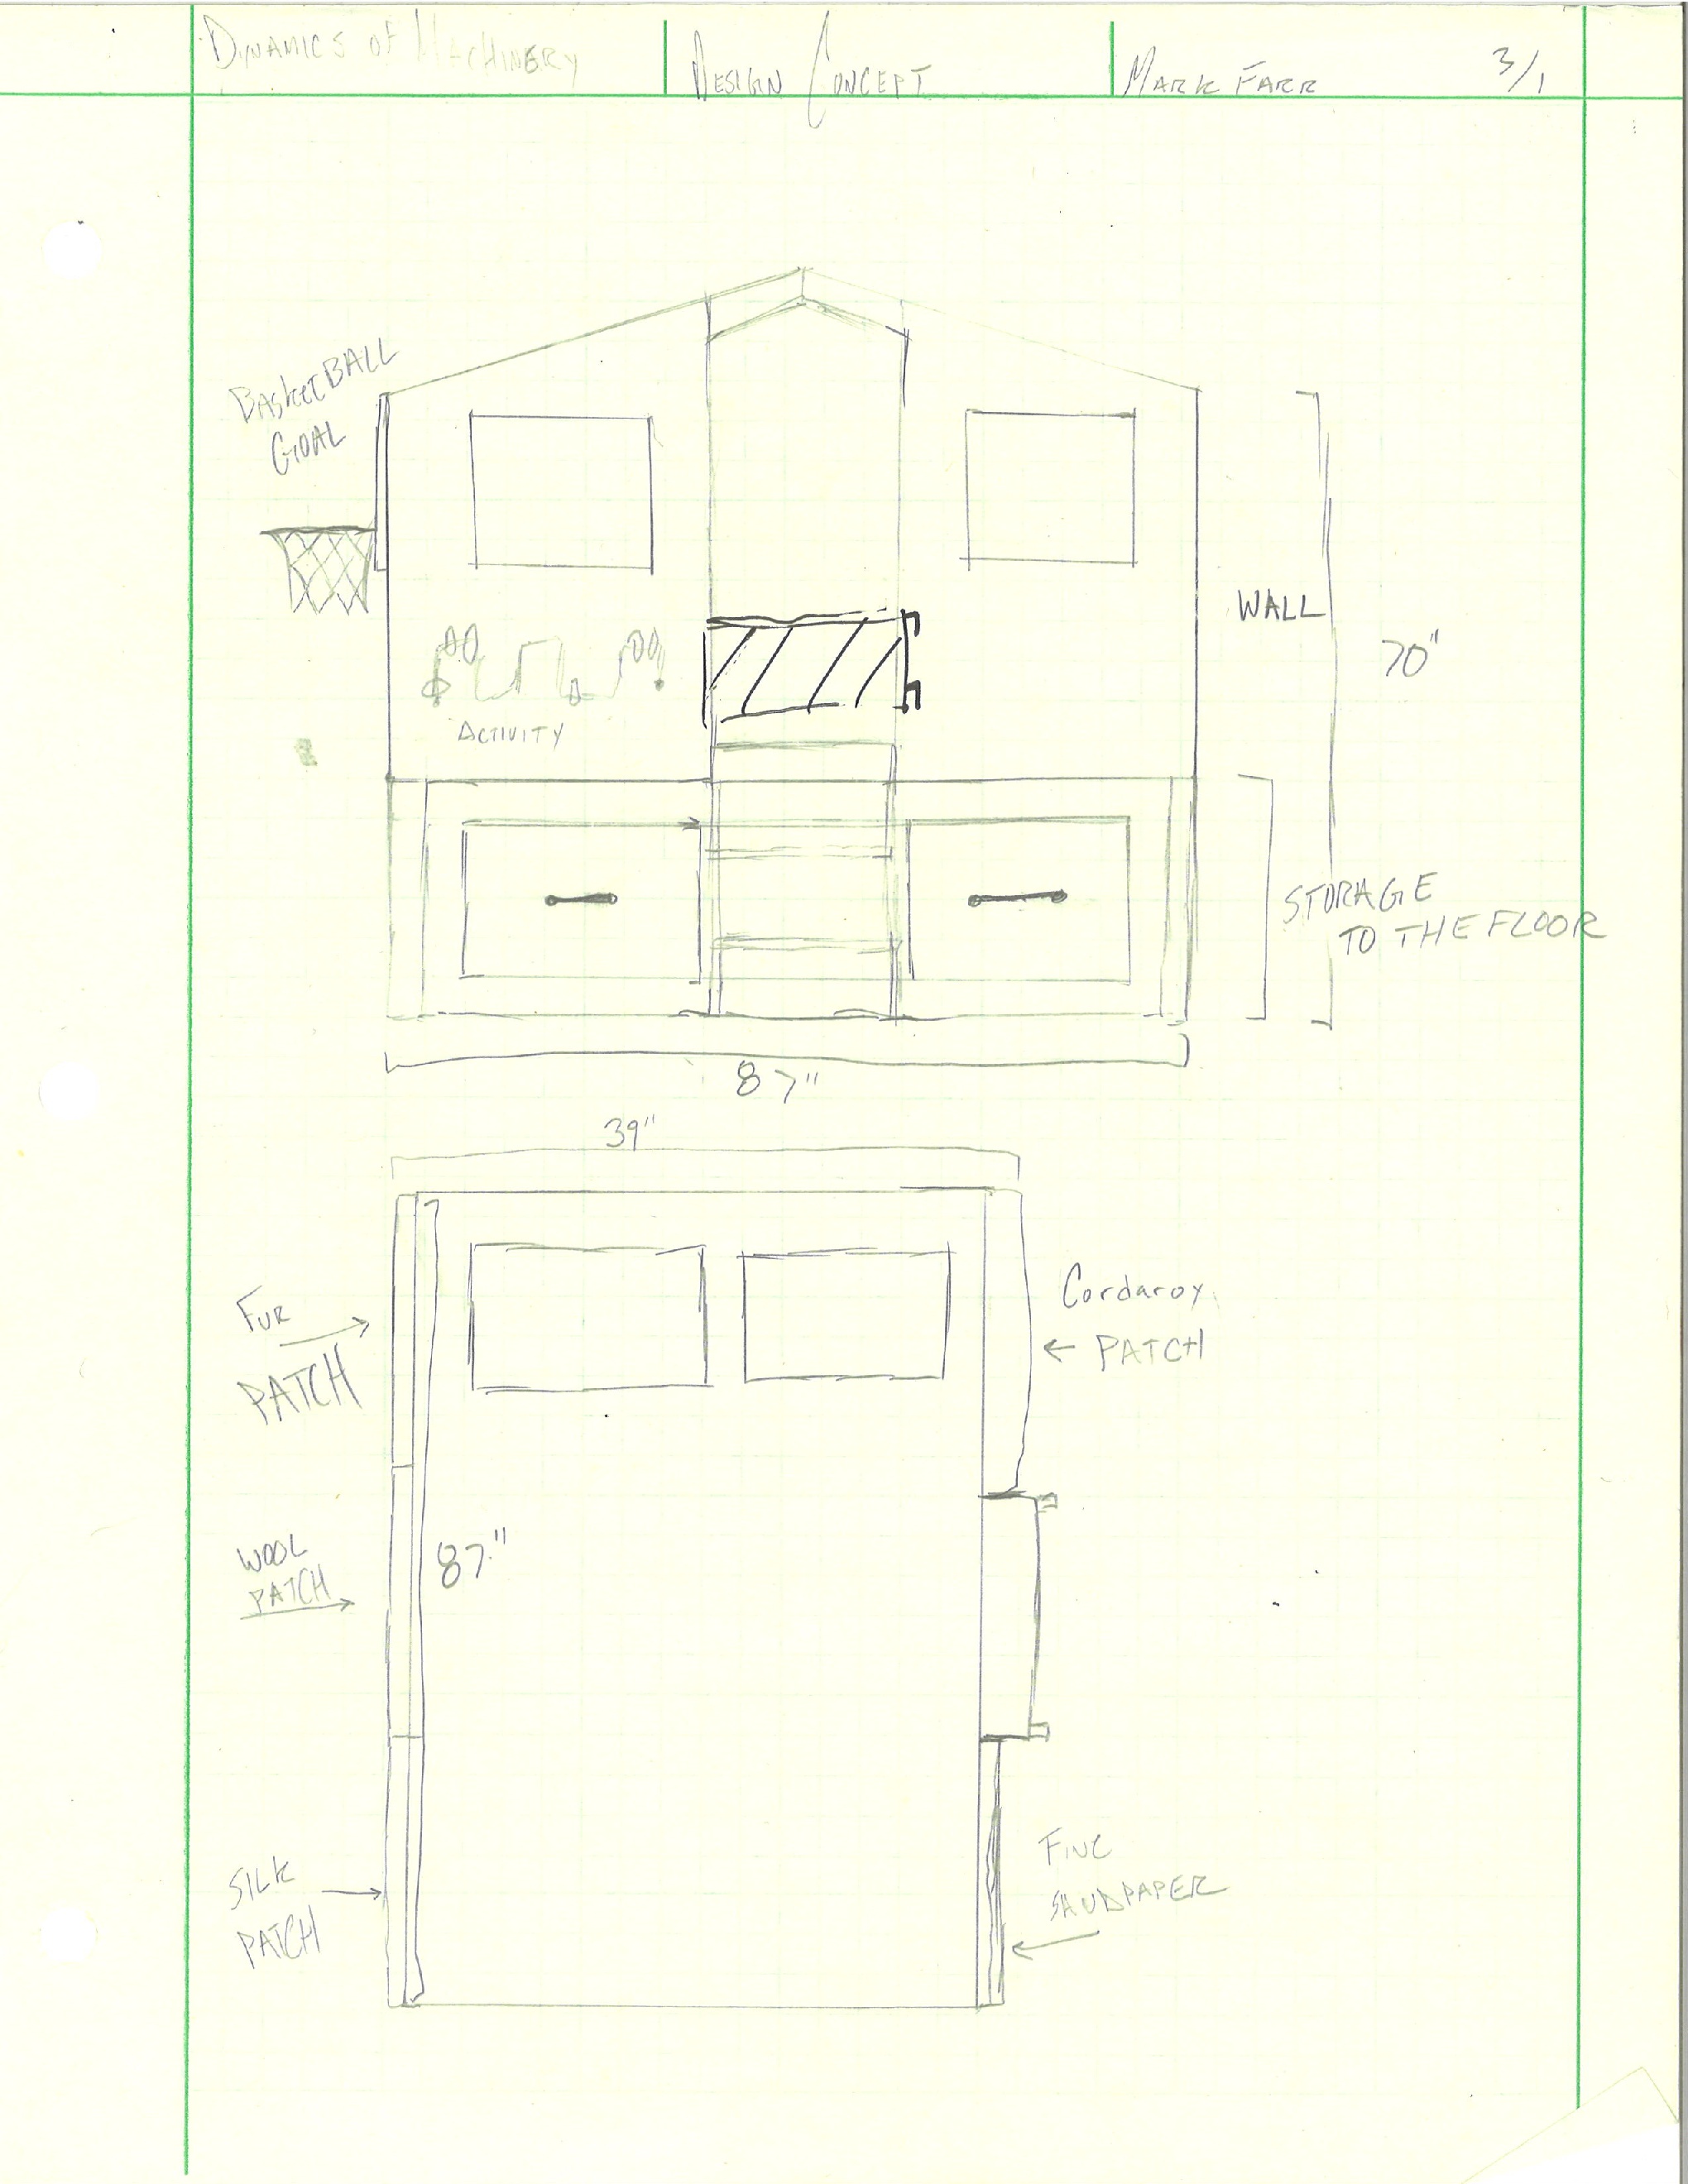 DYNAMICS OF MACHINERY
DESIGN CONCEPT
MARK FARR
3/1
BASketBALL
GOAL
WALL
70"
ACTIVITY
STORAGE
TO THE FLOOR
87"
39"
FUR
PATCH
Cordaroy
PATCH
87"
WOOL
PATCH
SILK
PATCH
FINE
SANDPAPER